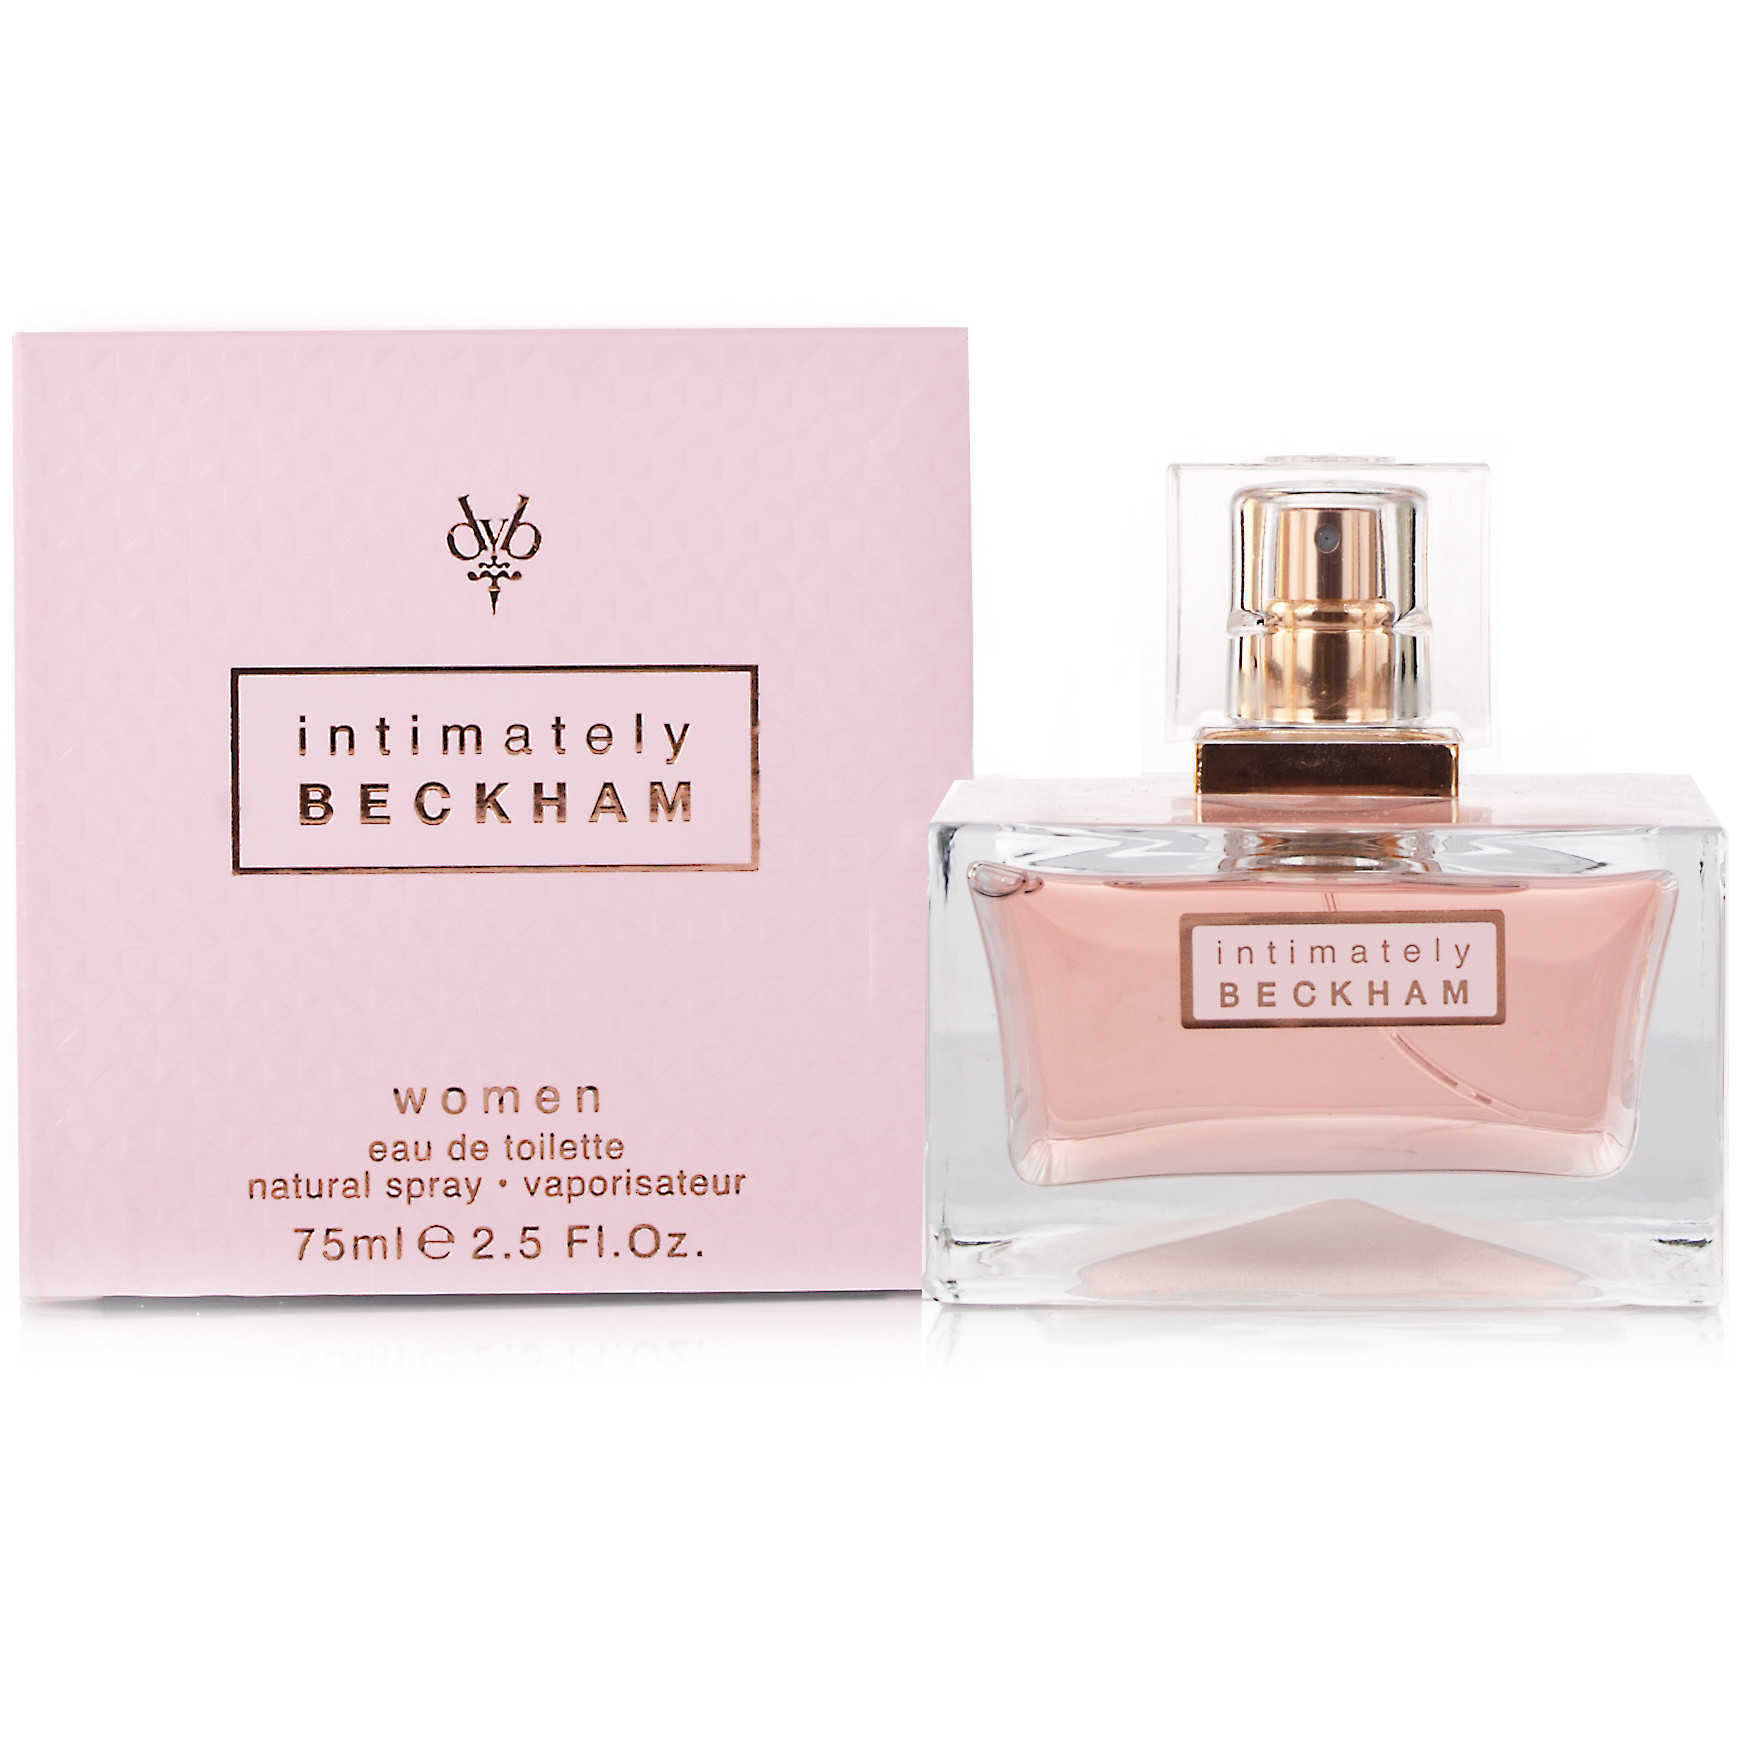 dvb
intimately
BECKHAM
women
eau de toilette
natural spray • vaporisateur
75ml ℮ 2.5 Fl.Oz.
intimately
BECKHAM